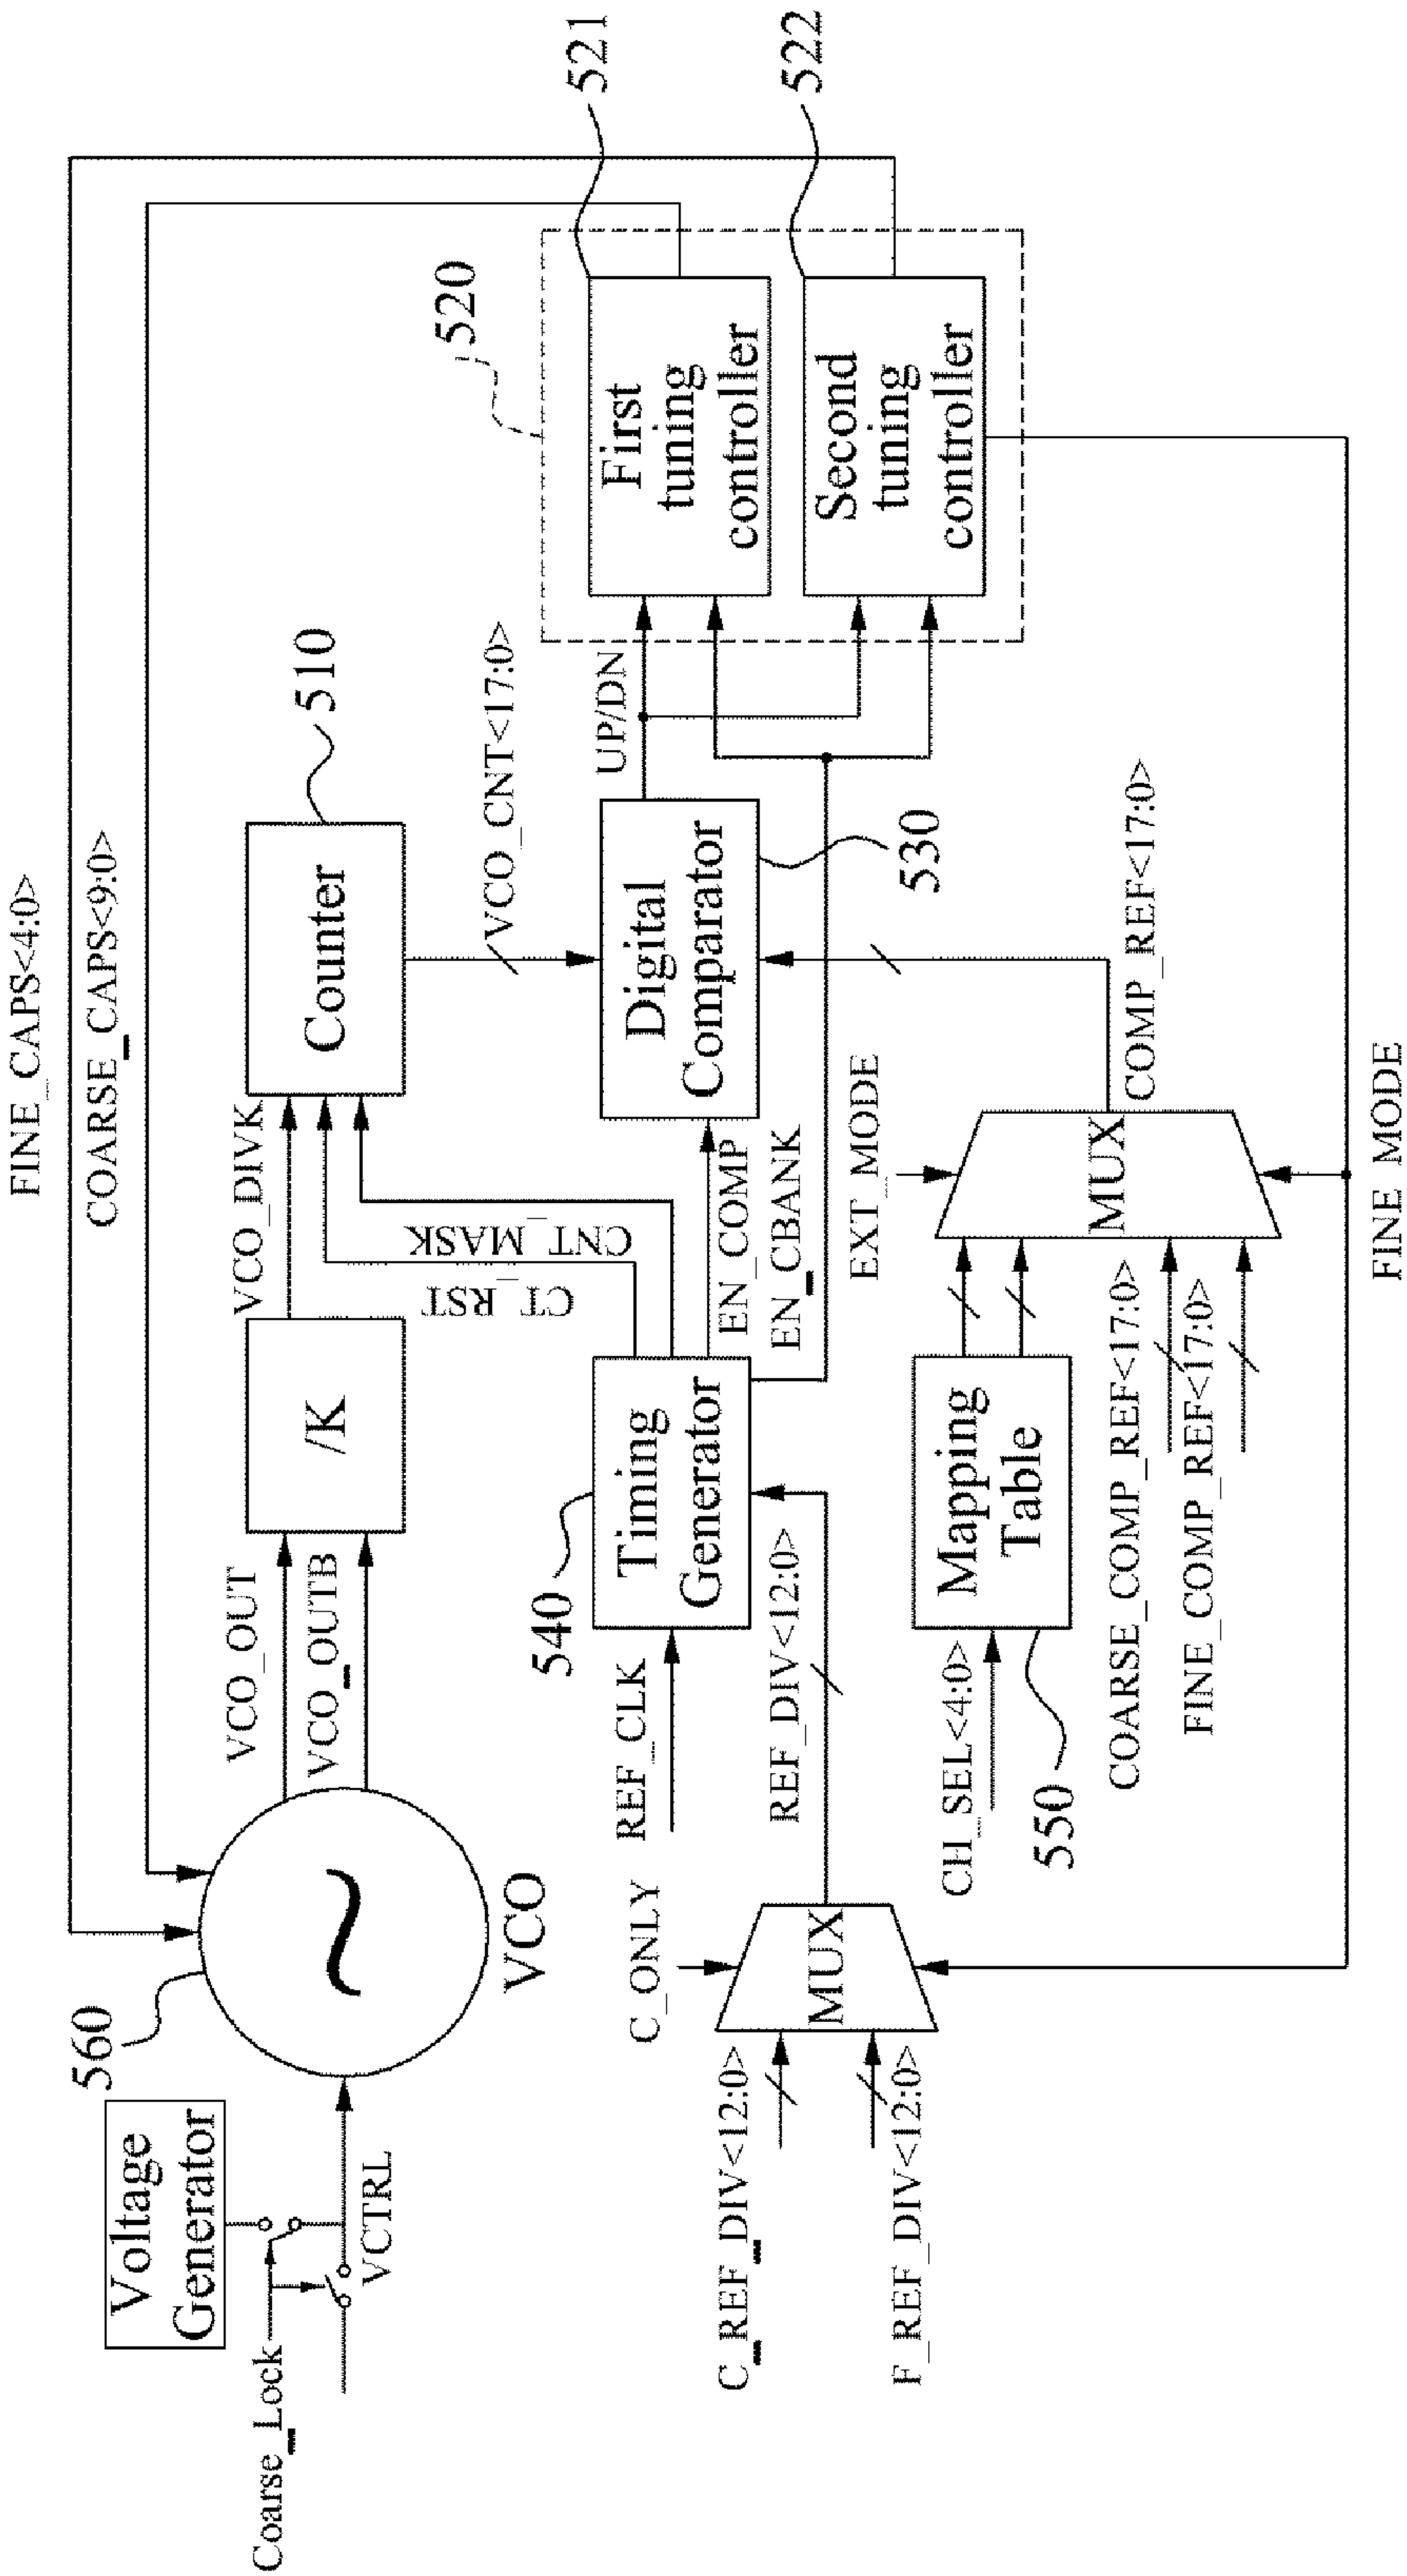 FINE_CAPS<4:0>
COARSE_CAPS<9:0>
Voltage
Generator
Coarse_Lock
VCTRL
560
VCO
VCO_OUT
VCO_OUTB
/K
VCO_DIVK
Counter
510
VCO_CNT<17:0>
CT_RST
CNT_MASK
520
521
522
First
tuning
controller
Second
tuning
controller
UP/DN
Digital
Comparator
530
EN_COMP
EN_CBANK
540
Timing
Generator
REF_CLK
REF_DIV<12:0>
C_ONLY
MUX
C_REF_DIV<12:0>
F_REF_DIV<12:0>
CH_SEL<4:0>
550
Mapping
Table
EXT_MODE
MUX
COMP_REF<17:0>
COARSE_COMP_REF<17:0>
FINE_COMP_REF<17:0>
FINE MODE